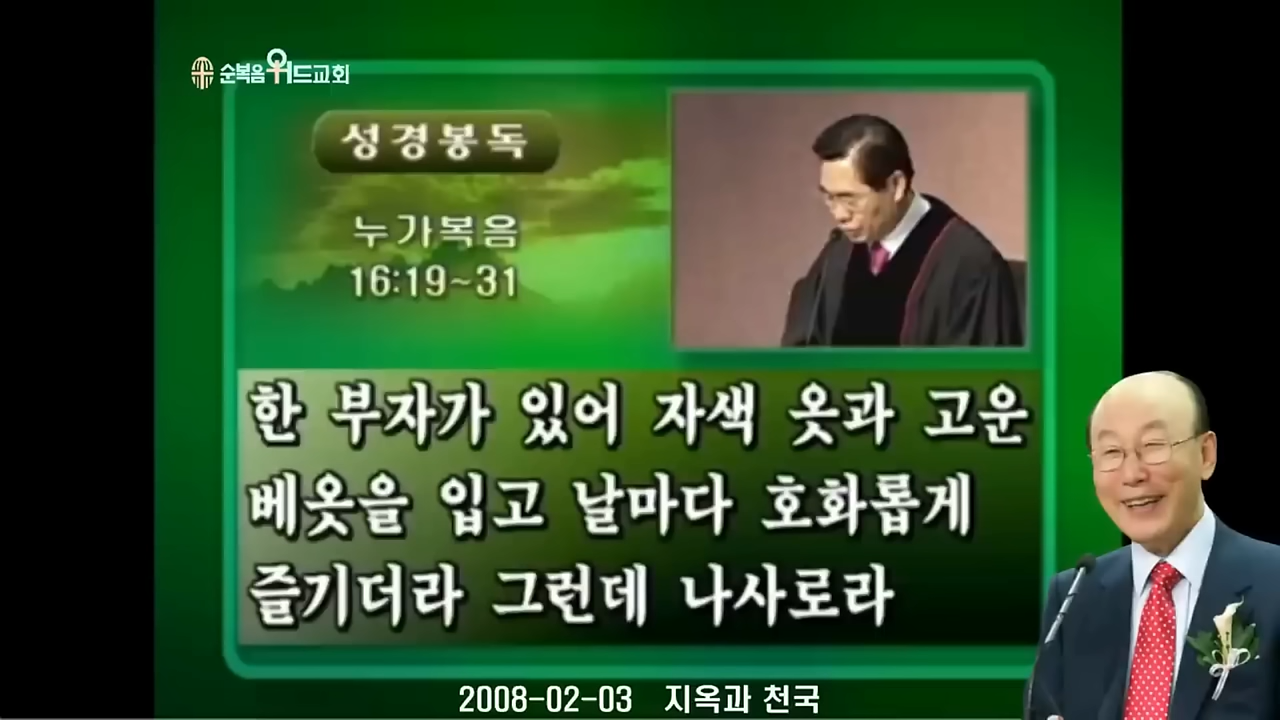 순복음워드교회
성경봉독
누가복음
16:19~31
한 부자가 있어 자색 옷과 고운
베옷을 입고 날마다 호화롭게
즐기더라 그런데 나사로라
2008-02-03 지옥과 천국